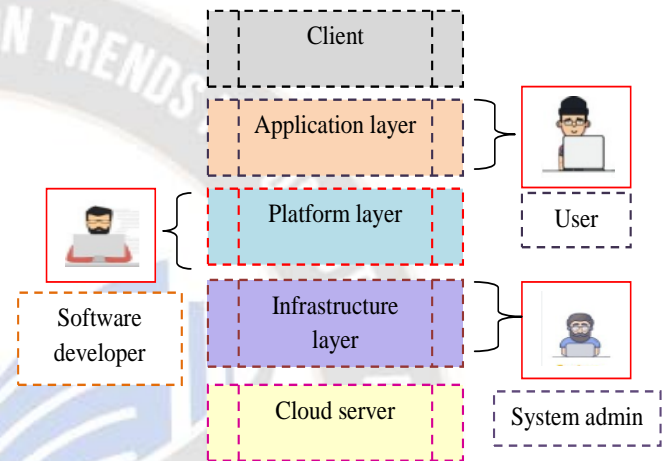 N TRENDS
Client
Application layer
User
Platform layer
Software
developer
Infrastructure
layer
System admin
Cloud server